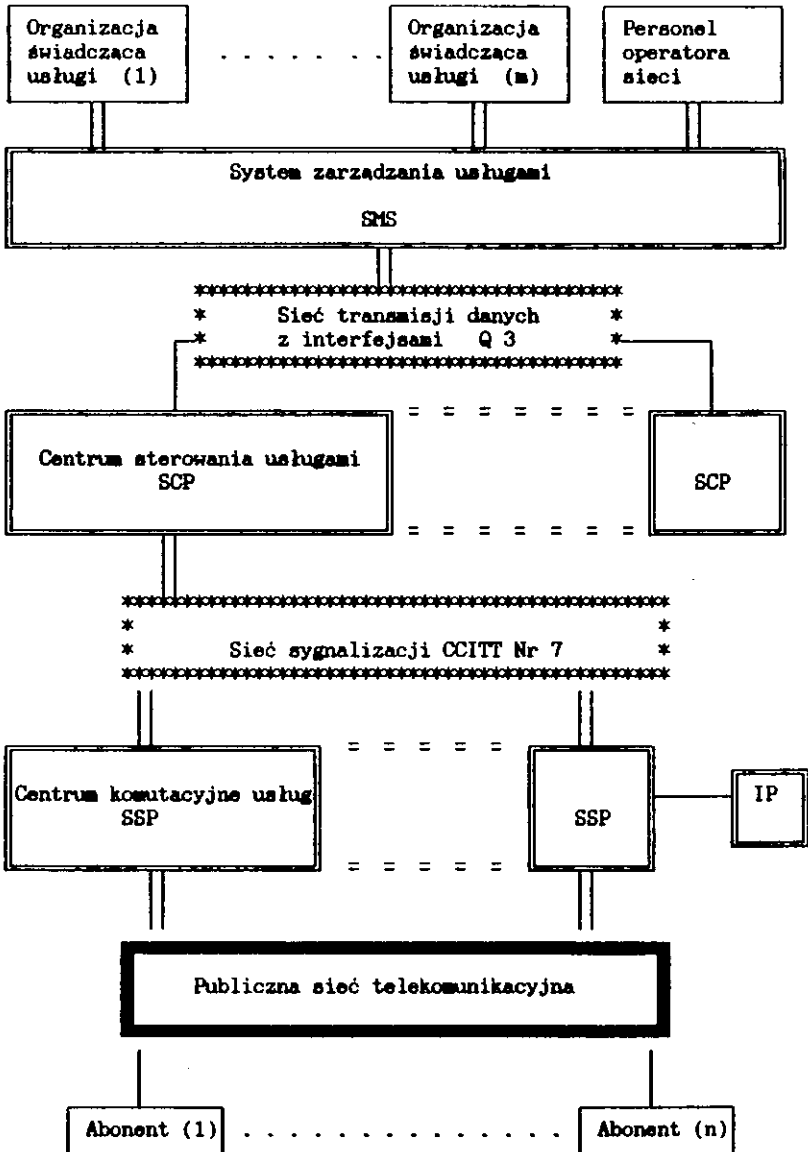 Organizacja
świadcząca
usługi (1)
. . . . . . .
Organizacja
świadcząca
usługi (m)
Personel
operatora
sieci
System zarządzania usługami
SMS
Sieć transmisji danych
z interfejsami Q 3
Centrum sterowania usługami
SCP
SCP
Sieć sygnalizacji CCITT Nr 7
Centrum komutacyjne usług
SSP
SSP
IP
Publiczna sieć telekomunikacyjna
Abonent (1) . . . . . . . . . . . . . . Abonent (n)